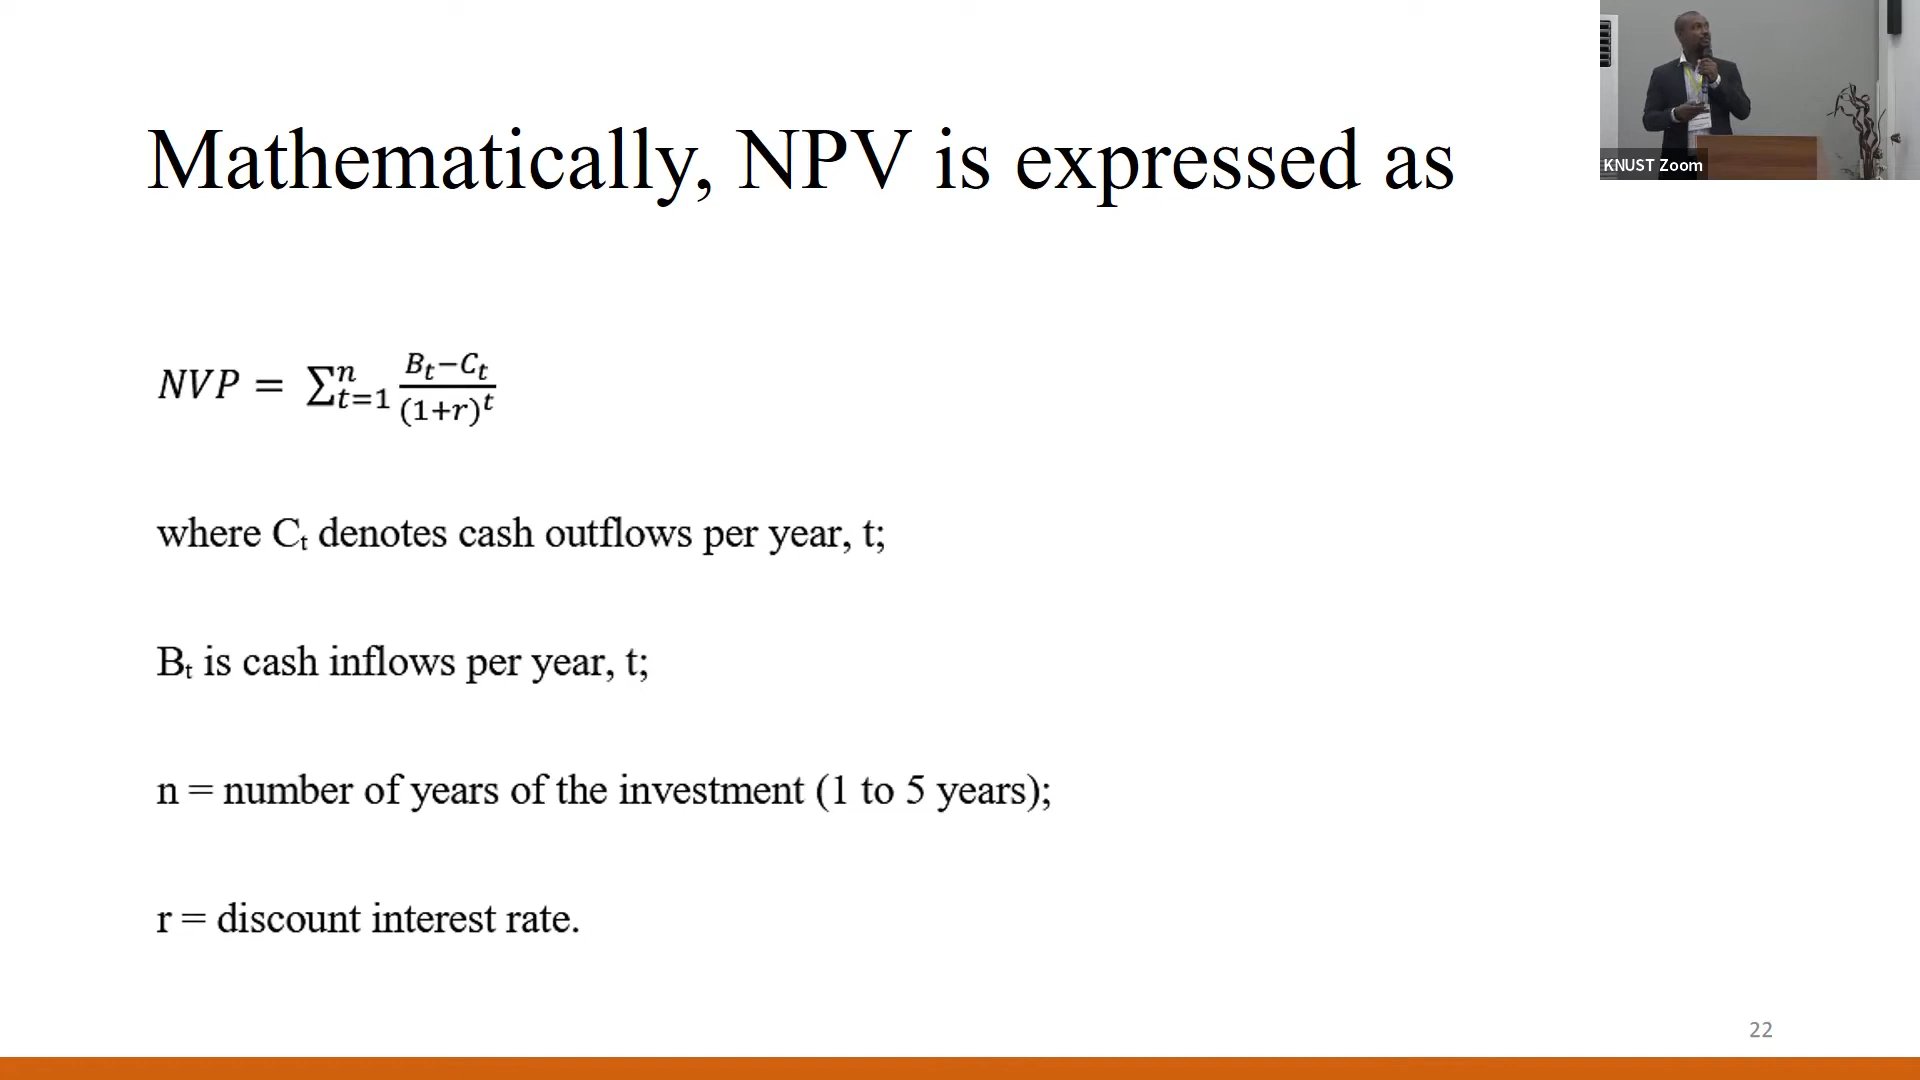 Mathematically, NPV is expressed as
KNUST Zoom
NVP = ∑ⁿₜ₌₁ (Bₜ−Cₜ)/(1+r)ᵗ
where Cₜ denotes cash outflows per year, t;
Bₜ is cash inflows per year, t;
n = number of years of the investment (1 to 5 years);
r = discount interest rate.
22